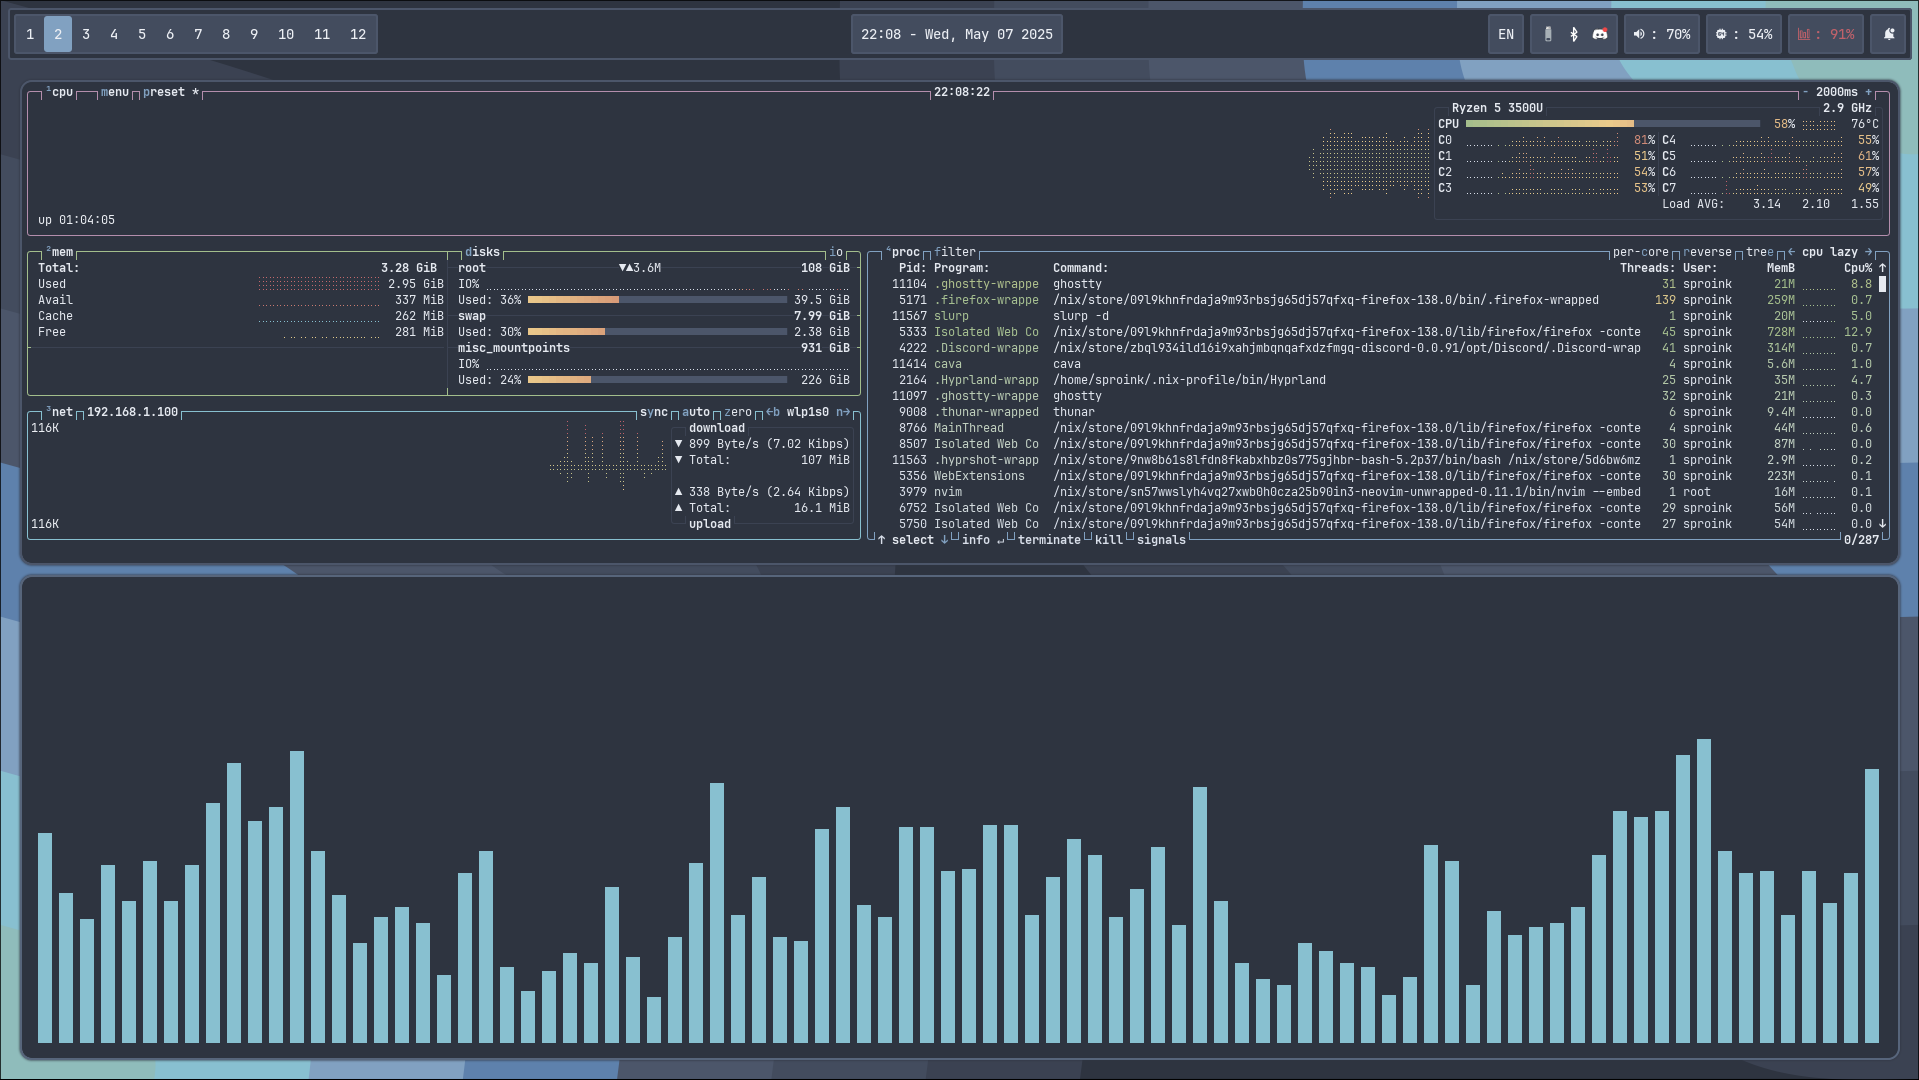 1 2 3 4 5 6 7 8 9 10 11 12
22:08 - Wed, May 07 2025
EN : 70% : 54% : 91%
¹cpu menu preset * 22:08:22 - 2000ms +
Ryzen 5 3500U 2.9 GHz
CPU 58% 76°C
C0 81% C4 55%
C1 51% C5 61%
C2 54% C6 57%
C3 53% C7 49%
Load AVG: 3.14 2.10 1.55
up 01:04:05
²mem
Total: 3.28 GiB
Used 2.95 GiB
Avail 337 MiB
Cache 262 MiB
Free 281 MiB
disks io
root ▼▲3.6M 108 GiB
IO%
Used: 36% 39.5 GiB
swap 7.99 GiB
Used: 30% 2.38 GiB
misc_mountpoints 931 GiB
IO%
Used: 24% 226 GiB
³net 192.168.1.100 sync auto zero ←b wlp1s0 n→
116K
download
▼ 899 Byte/s (7.02 Kibps)
▼ Total: 107 MiB
▲ 338 Byte/s (2.64 Kibps)
▲ Total: 16.1 MiB
upload
116K
⁴proc filter per-core reverse tree ← cpu lazy →
Pid: Program: Command: Threads: User: MemB Cpu% ↑
11104 .ghostty-wrappe ghostty 31 sproink 21M 8.8
5171 .firefox-wrappe /nix/store/09l9khnfrdaja9m93rbsjg65dj57qfxq-firefox-138.0/bin/.firefox-wrapped 139 sproink 259M 0.7
11567 slurp slurp -d 1 sproink 20M 5.0
5333 Isolated Web Co /nix/store/09l9khnfrdaja9m93rbsjg65dj57qfxq-firefox-138.0/lib/firefox/firefox -conte 45 sproink 728M 12.9
4222 .Discord-wrappe /nix/store/zbql934ild16i9xahjmbqnqafxdzfmgq-discord-0.0.91/opt/Discord/.Discord-wrap 41 sproink 314M 0.7
11414 cava cava 4 sproink 5.6M 1.0
2164 .Hyprland-wrapp /home/sproink/.nix-profile/bin/Hyprland 25 sproink 35M 4.7
11097 .ghostty-wrappe ghostty 32 sproink 21M 0.3
9008 .thunar-wrapped thunar 6 sproink 9.4M 0.0
8766 MainThread /nix/store/09l9khnfrdaja9m93rbsjg65dj57qfxq-firefox-138.0/lib/firefox/firefox -conte 4 sproink 44M 0.6
8507 Isolated Web Co /nix/store/09l9khnfrdaja9m93rbsjg65dj57qfxq-firefox-138.0/lib/firefox/firefox -conte 30 sproink 87M 0.0
11563 .hyprshot-wrapp /nix/store/9nw8b61s8lfdn8fkabxhbz0s775gjhbr-bash-5.2p37/bin/bash /nix/store/5d6bw6mz 1 sproink 2.9M 0.2
5356 WebExtensions /nix/store/09l9khnfrdaja9m93rbsjg65dj57qfxq-firefox-138.0/lib/firefox/firefox -conte 30 sproink 223M 0.1
3979 nvim /nix/store/sn57wwslyh4vq27xwb0h0cza25b90in3-neovim-unwrapped-0.11.1/bin/nvim --embed 1 root 16M 0.1
6752 Isolated Web Co /nix/store/09l9khnfrdaja9m93rbsjg65dj57qfxq-firefox-138.0/lib/firefox/firefox -conte 29 sproink 56M 0.0
5750 Isolated Web Co /nix/store/09l9khnfrdaja9m93rbsjg65dj57qfxq-firefox-138.0/lib/firefox/firefox -conte 27 sproink 54M 0.0 ↓
↑ select ↓ info ↵ terminate kill signals 0/287